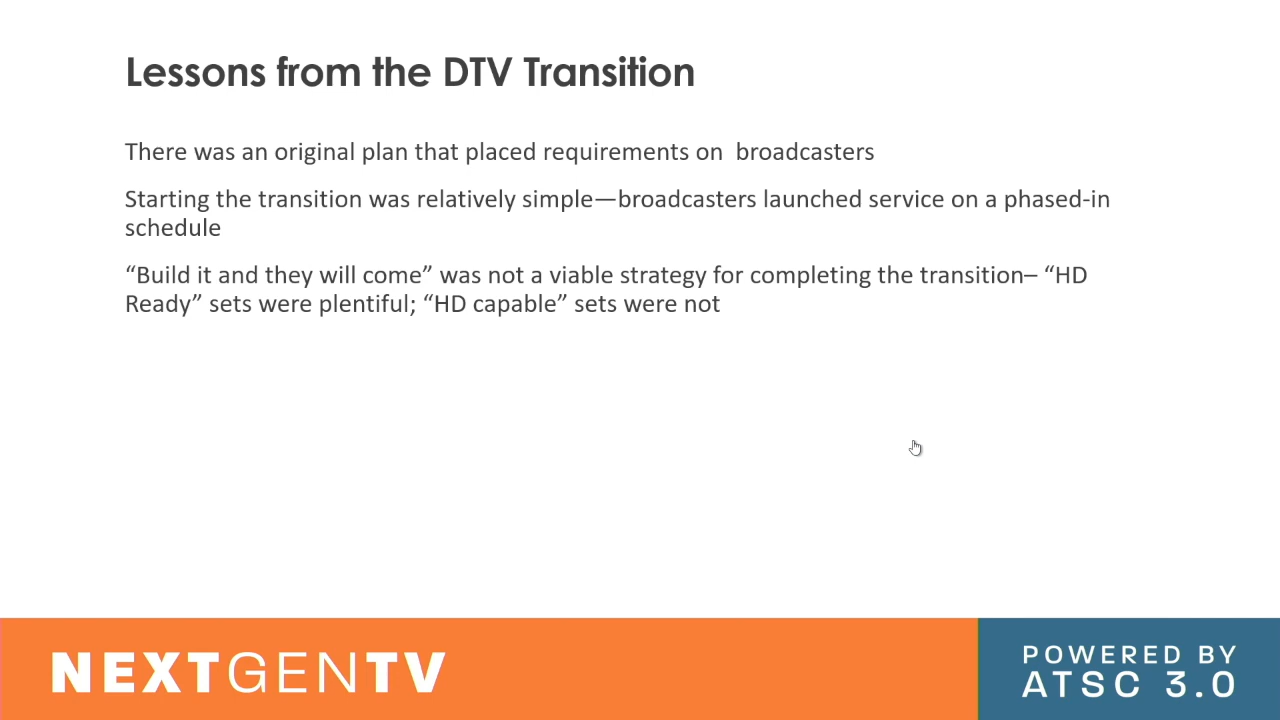 Lessons from the DTV Transition
There was an original plan that placed requirements on  broadcasters
Starting the transition was relatively simple—broadcasters launched service on a phased-in
schedule
“Build it and they will come” was not a viable strategy for completing the transition– “HD
Ready” sets were plentiful; “HD capable” sets were not
NEXTGENTV
POWERED BY
ATSC 3.0